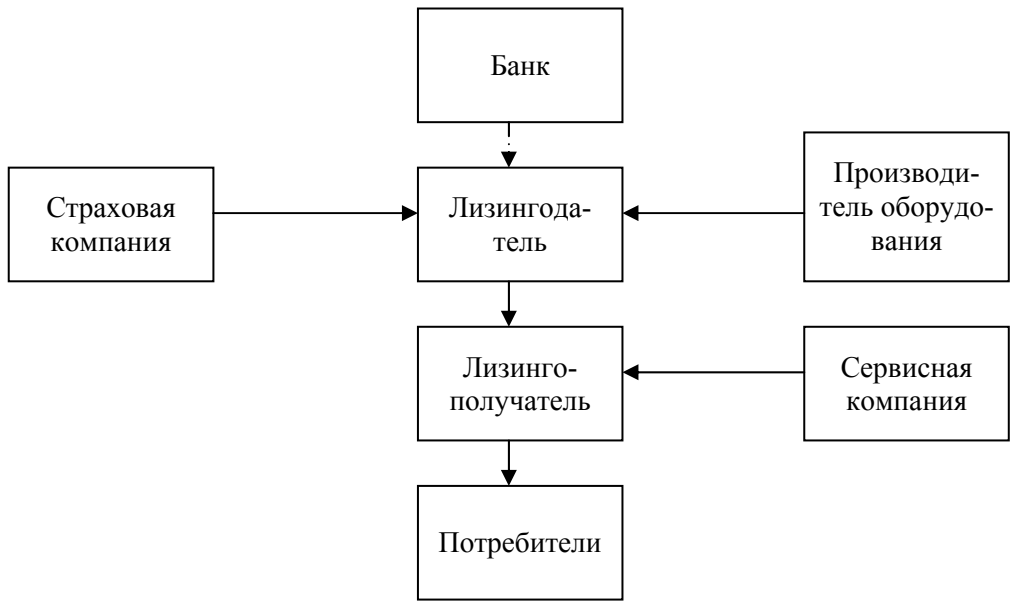 Банк
Страховая
компания
Лизингода-
тель
Производи-
тель оборудо-
вания
Лизинго-
получатель
Сервисная
компания
Потребители